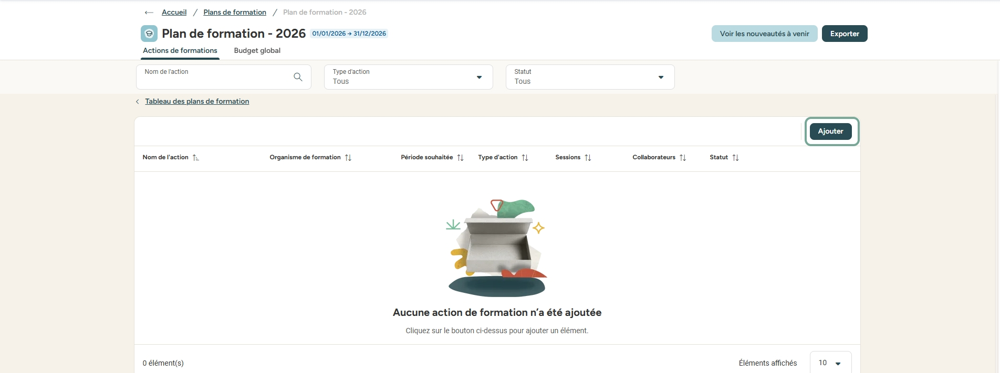 Accueil / Plans de formation / Plan de formation - 2026
Plan de formation - 2026 01/01/2026 → 31/12/2026
Voir les nouveautés à venir
Exporter
Actions de formations
Budget global
Nom de l'action
Type d'action
Tous
Statut
Tous
Tableau des plans de formation
Ajouter
Nom de l'action Organisme de formation Période souhaitée Type d'action Sessions Collaborateurs Statut
Aucune action de formation n’a été ajoutée
Cliquez sur le bouton ci-dessus pour ajouter un élément.
0 élément(s)
Éléments affichés 10